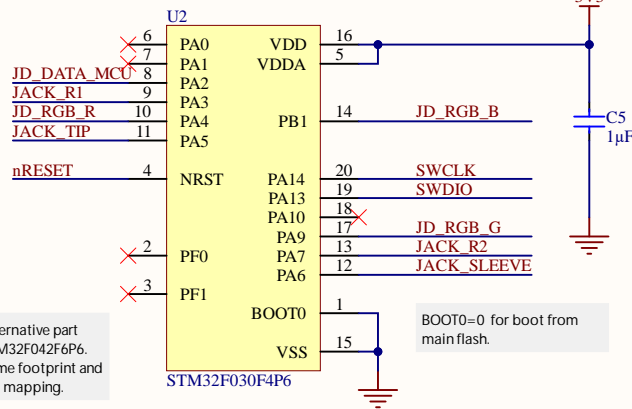 U2
6 PA0
7 PA1
JD_DATA_MCU 8 PA2
JACK_R1 9 PA3
JD_RGB_R 10 PA4
JACK_TIP 11 PA5
nRESET 4 NRST
2 PF0
3 PF1
VDD 16
VDDA 5
PB1 14 JD_RGB_B
PA14 20 SWCLK
PA13 19 SWDIO
PA10 18
PA9 17 JD_RGB_G
PA7 13 JACK_R2
PA6 12 JACK_SLEEVE
BOOT0 1
VSS 15
STM32F030F4P6
C5
1µF
BOOT0=0 for boot from
main flash.
part
M32F042F6P6.
footprint and
mapping.